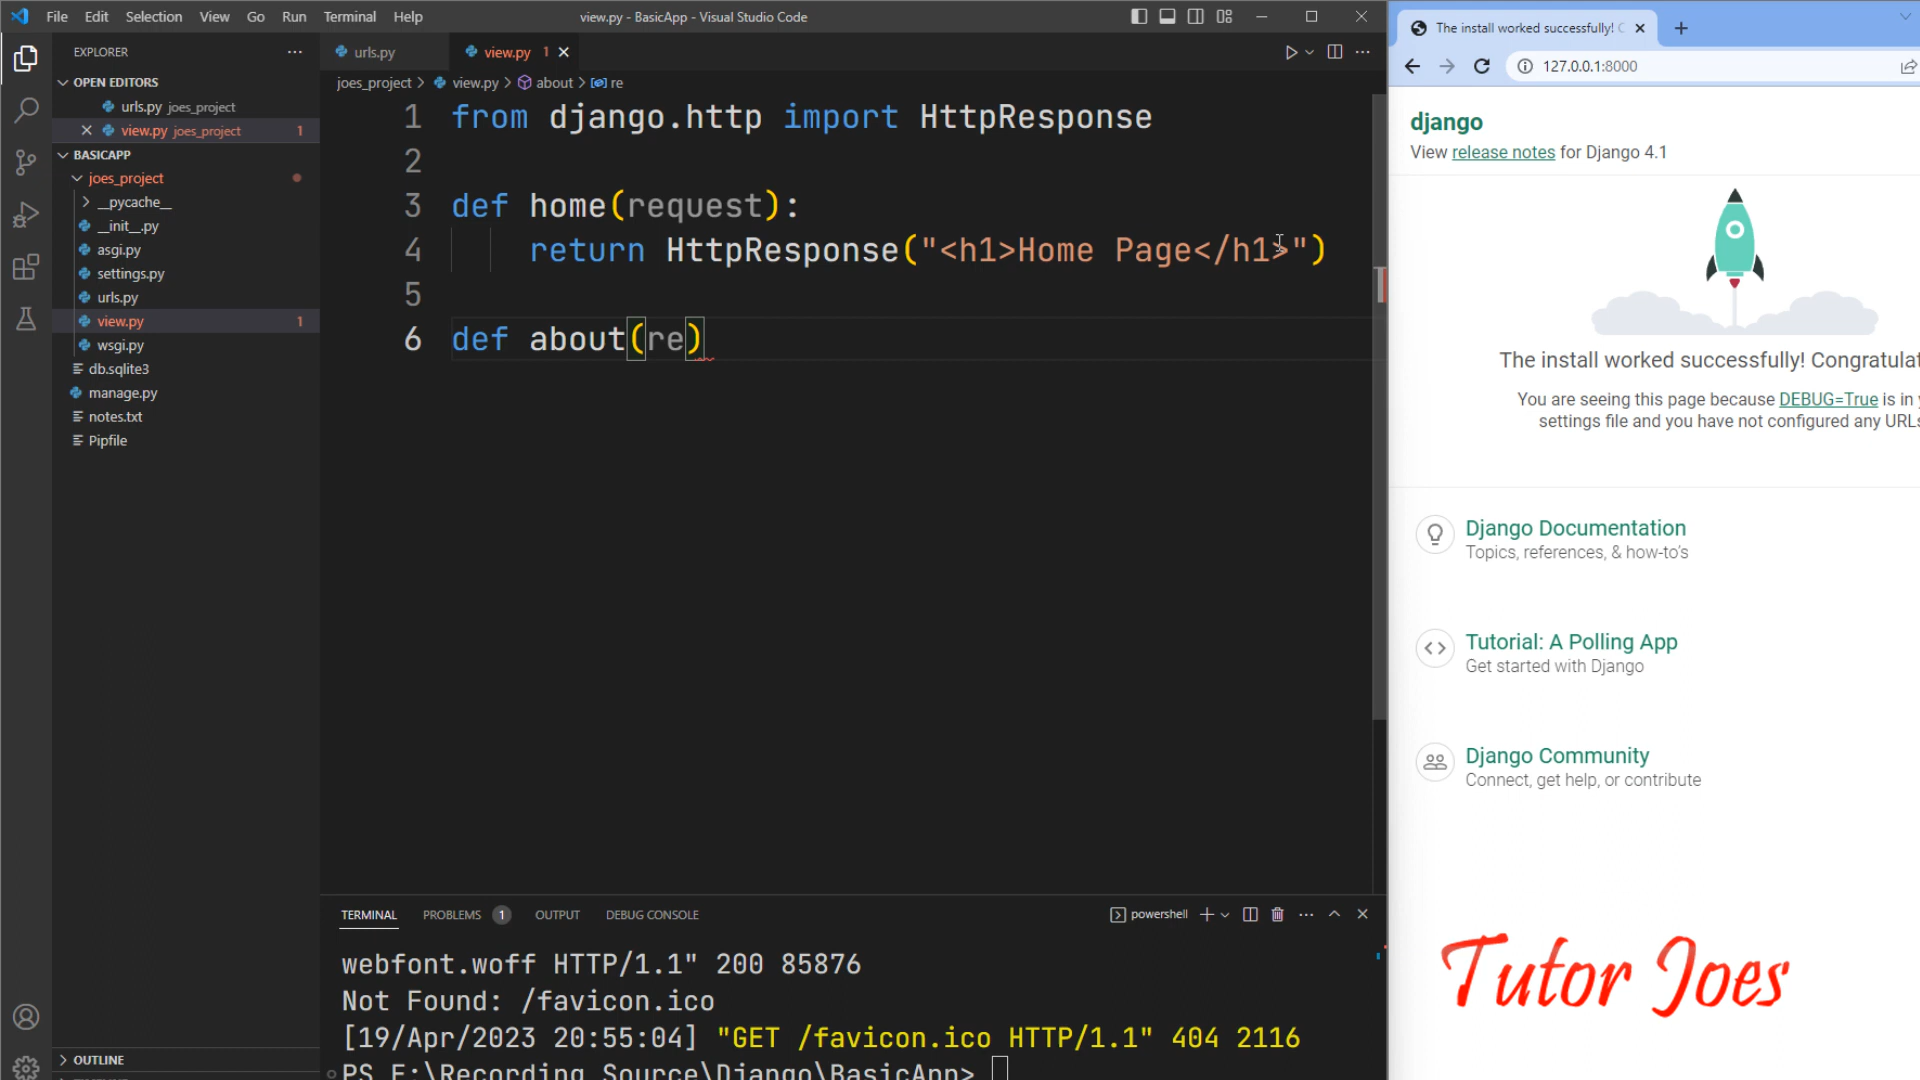 File Edit Selection View Go Run Terminal Help
view.py - BasicApp - Visual Studio Code
EXPLORER
OPEN EDITORS
urls.py joes_project
view.py joes_project 1
BASICAPP
joes_project
__pycache__
__init__.py
asgi.py
settings.py
urls.py
view.py 1
wsgi.py
db.sqlite3
manage.py
notes.txt
Pipfile
OUTLINE
urls.py
view.py 1
joes_project > view.py > about > re
1 from django.http import HttpResponse
2
3 def home(request):
4 return HttpResponse("<h1>Home Page</h1>")
5
6 def about(re)
TERMINAL PROBLEMS 1 OUTPUT DEBUG CONSOLE
powershell
webfont.woff HTTP/1.1" 200 85876
Not Found: /favicon.ico
[19/Apr/2023 20:55:04] "GET /favicon.ico HTTP/1.1" 404 2116
PS E:\Recording Source\Django\BasicApp>
The install worked successfully! C
127.0.0.1:8000
django
View release notes for Django 4.1
The install worked successfully! Congratulat
You are seeing this page because DEBUG=True is in y
settings file and you have not configured any URLs
Django Documentation
Topics, references, & how-to's
Tutorial: A Polling App
Get started with Django
Django Community
Connect, get help, or contribute
Tutor Joes